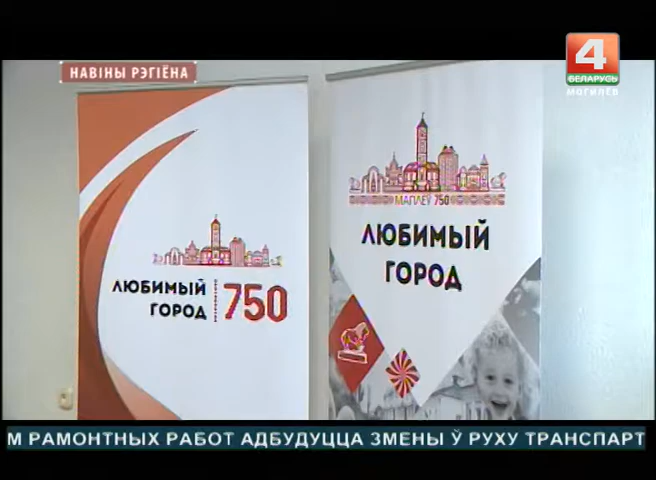 НАВІНЫ РЭГІЁНА
4
БЕЛАРУСЬ
МОГИЛЕВ
ЛЮБИМЫЙ
ГОРОД
750
МАГІЛЁЎ 750
ЛЮБИМЫЙ
ГОРОД
М РАМОНТНЫХ РАБОТ АДБУДУЦЦА ЗМЕНЫ Ў РУХУ ТРАНСПАРТ